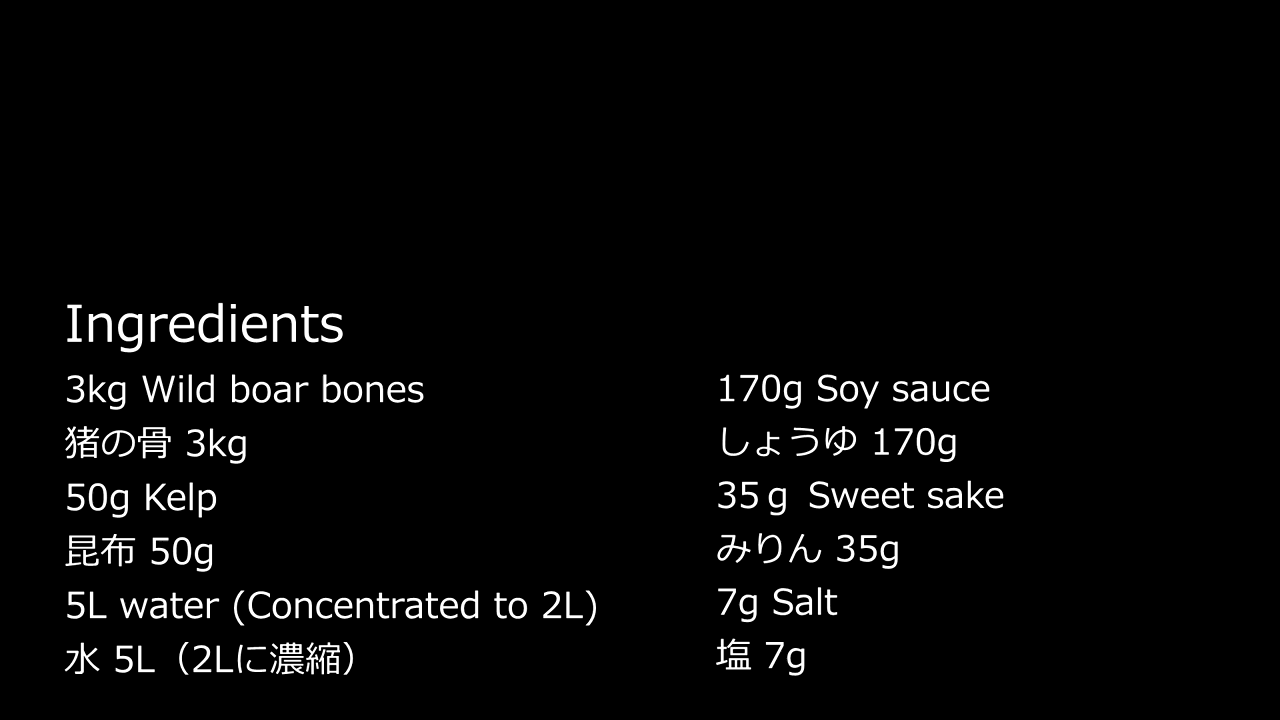 Ingredients
3kg Wild boar bones
猪の骨 3kg
50g Kelp
昆布 50g
5L water (Concentrated to 2L)
水 5L（2Lに濃縮）
170g Soy sauce
しょうゆ 170g
35ｇ Sweet sake
みりん 35g
7g Salt
塩 7g